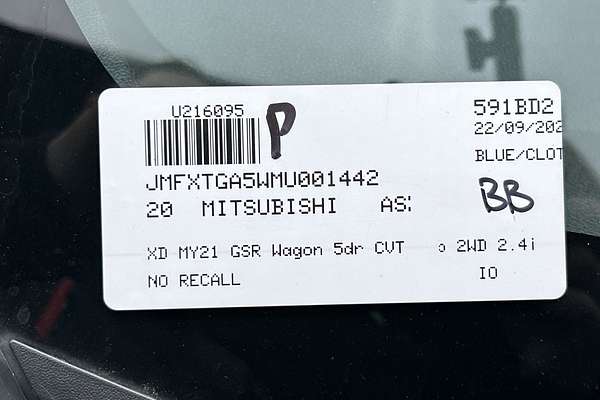 U216095
P
591BD2
22/09/202
BLUE/CLOT
JMFXTGA5WMU001442
BB
20 MITSUBISHI AS
XD MY21 GSR Wagon 5dr CVT 2WD 2.4i
NO RECALL IO